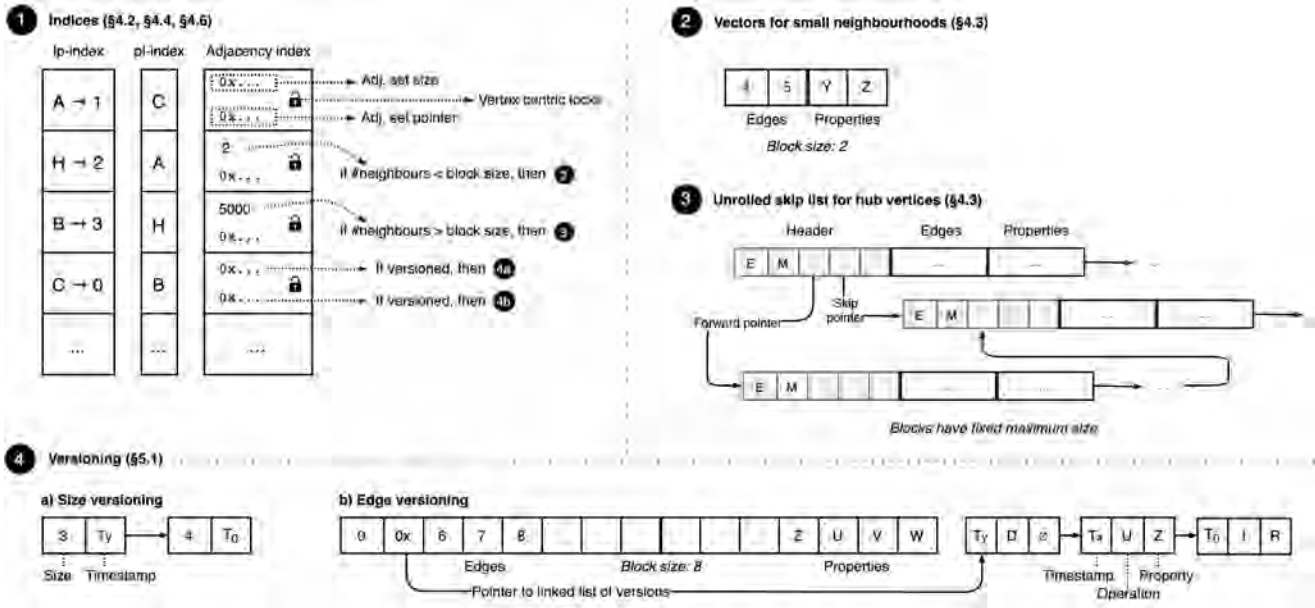 1 Indices (§4.2, §4.4, §4.6)
lp-index pl-index Adjacency index
A → 1 C 0x... Adj. set size
Vertex centric locks
0x... Adj. set pointer
H → 2 A 2
0x... if #neighbours < block size, then 2
B → 3 H 5000
0x... if #neighbours > block size, then 3
C → 0 B 0x... If versioned, then 4a
0x. If versioned, then 4b
... ... ...
2 Vectors for small neighbourhoods (§4.3)
4 5 Y Z
Edges Properties
Block size: 2
3 Unrolled skip list for hub vertices (§4.3)
Header Edges Properties
E M ... ... ...
Skip
pointer
Forward pointer
E M ... ...
E M ... ... ...
Blocks have fixed maximum size
4 Versioning (§5.1)
a) Size versioning
3 Ty 4 T0
Size Timestamp
b) Edge versioning
0 0x 6 7 8 Z U V W
Edges Block size: 8 Properties
Pointer to linked list of versions
Ty D U Z T0 I R
Timestamp Property
Operation